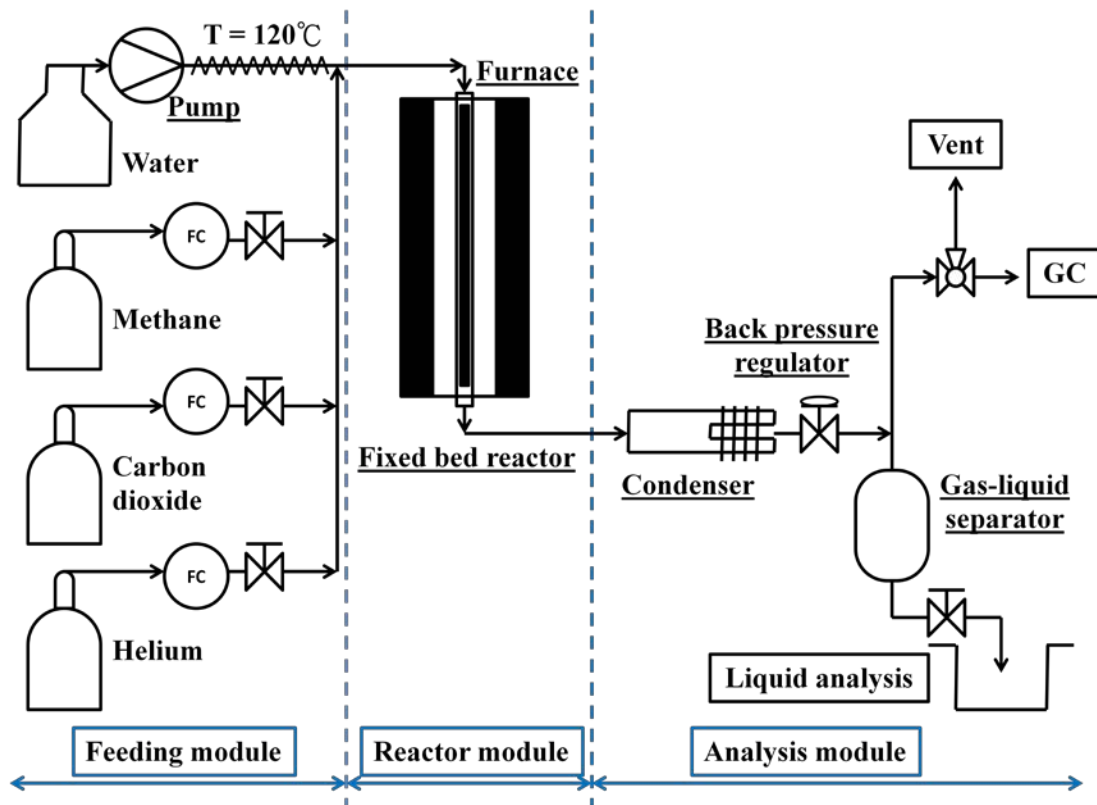 T = 120℃
Pump
Water
Furnace
FC
Methane
FC
Carbon
dioxide
FC
Helium
Fixed bed reactor
Vent
GC
Back pressure
regulator
Condenser
Gas-liquid
separator
Liquid analysis
Feeding module
Reactor module
Analysis module